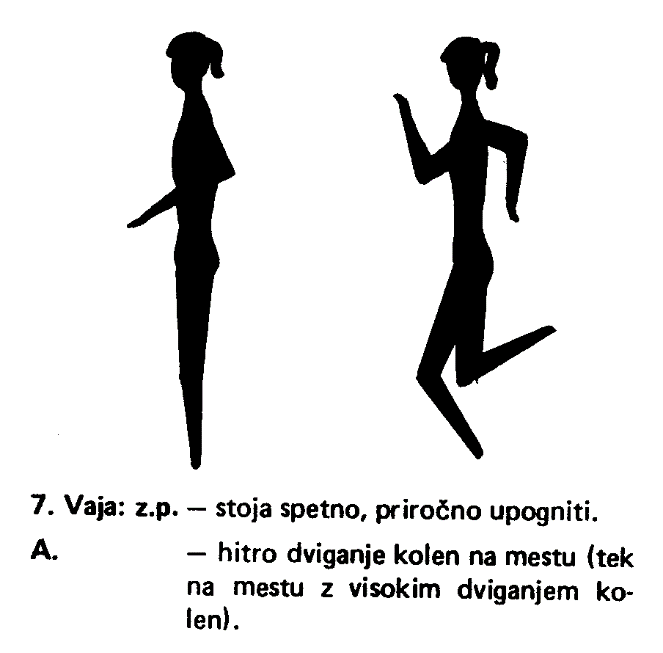 7. Vaja: z.p. — stoja spetno, priročno upogniti.
A. — hitro dviganje kolen na mestu (tek
na mestu z visokim dviganjem ko-
len).